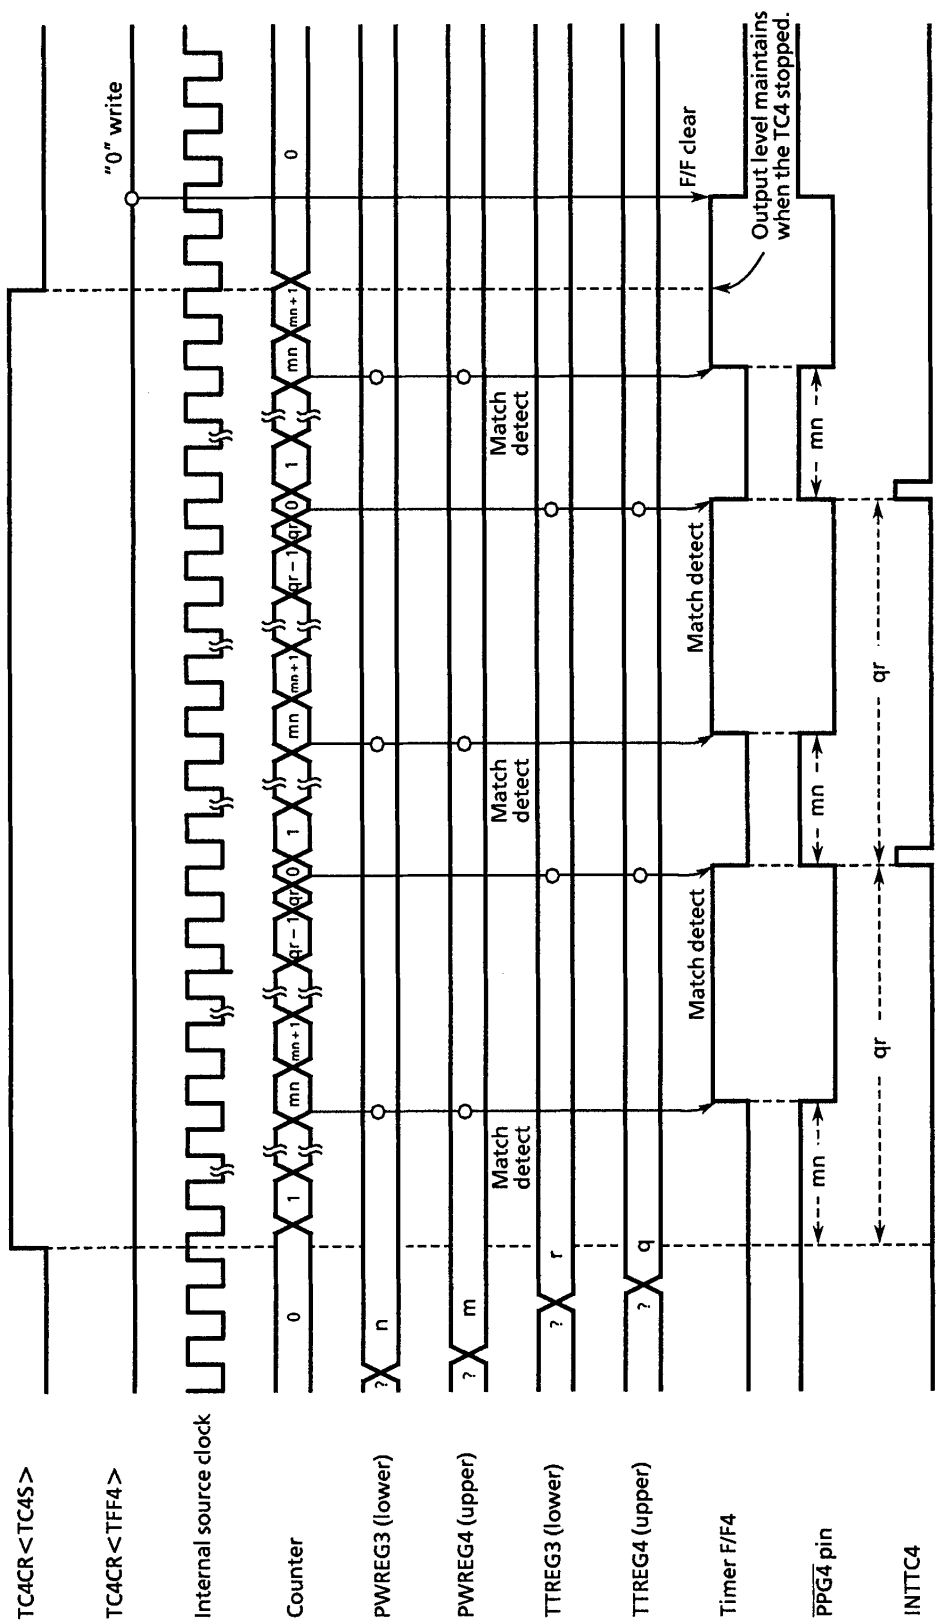 TC4CR<TC4S>
TC4CR<TFF4> "0" write
Internal source clock
Counter 0 1 mn mn+1 qr−1 qr 0 1 mn mn+1 qr−1 qr 0 1 mn mn+1 0
PWREG3 (lower) ? n
PWREG4 (upper) ? m
Match detect Match detect Match detect
TTREG3 (lower) ? r
TTREG4 (upper) ? q
Match detect Match detect F/F clear
Timer F/F4
Output level maintains
when the TC4 stopped.
P̅P̅G̅4̅ pin mn mn mn
qr qr
INTTC4